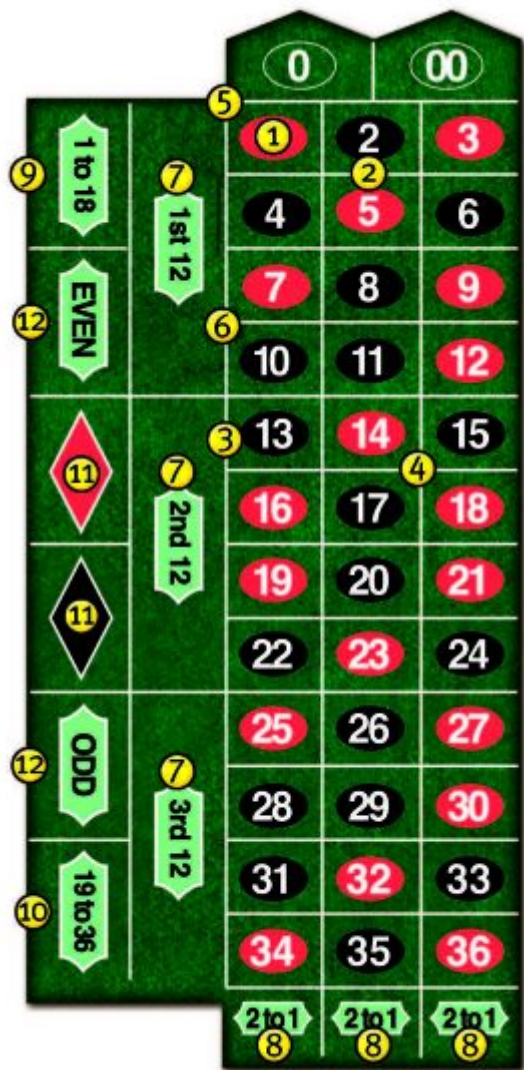 0 00
5
1 2 3
9 1 to 18 7 2
1st 12 4 5 6
7 8 9
12 EVEN 6
10 11 12
3 13 14 15
11 7 4
2nd 12 16 17 18
19 20 21
11
22 23 24
25 26 27
12 ODD 7
3rd 12 28 29 30
31 32 33
10 19 to 36
34 35 36
2 to 1 2 to 1 2 to 1
8 8 8